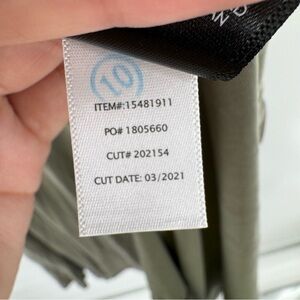 10
ITEM#:15481911
PO# 1805660
CUT# 202154
CUT DATE: 03/2021